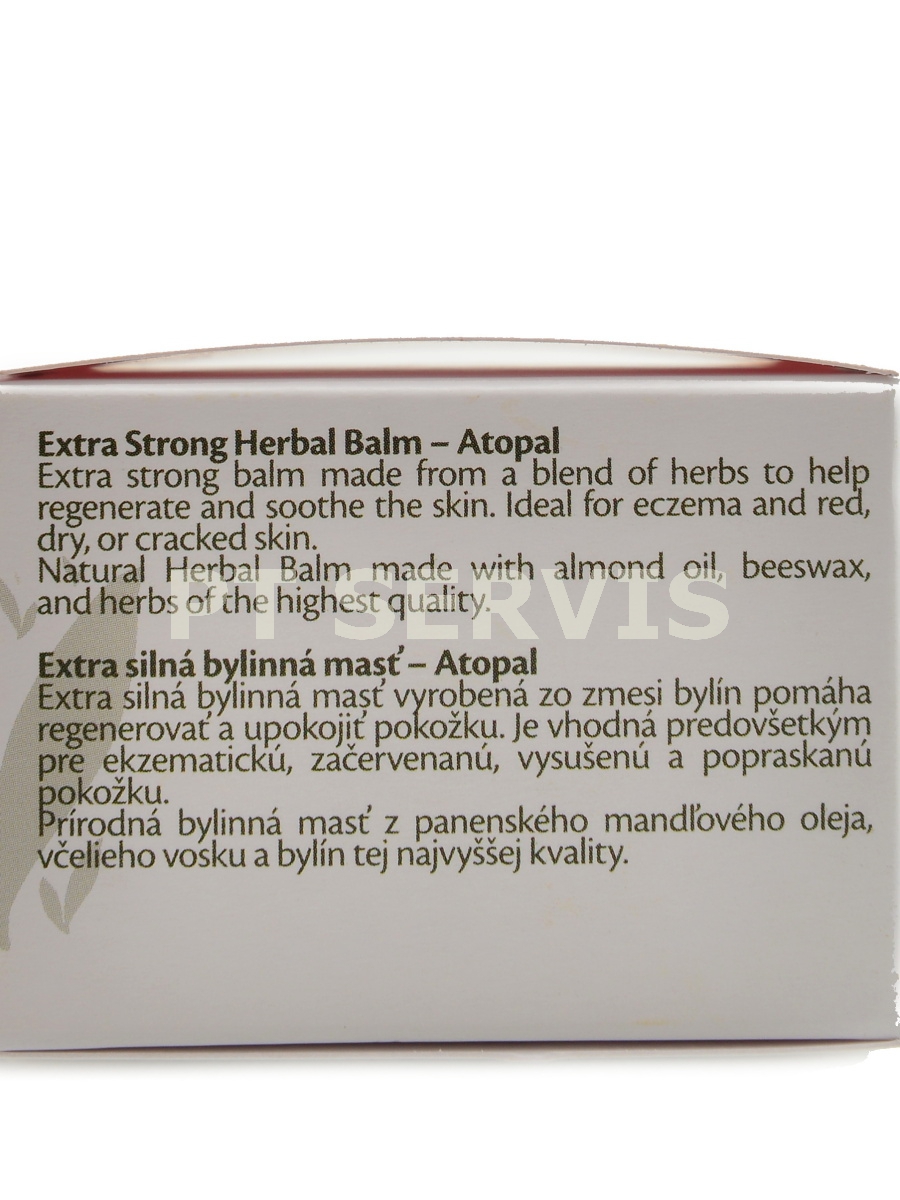 Extra Strong Herbal Balm – Atopal
Extra strong balm made from a blend of herbs to help
regenerate and soothe the skin. Ideal for eczema and red,
dry, or cracked skin.
Natural Herbal Balm made with almond oil, beeswax,
and herbs of the highest quality.
PT SERVIS
Extra silná bylinná masť – Atopal
Extra silná bylinná masť vyrobená zo zmesi bylín pomáha
regenerovať a upokojiť pokožku. Je vhodná predovšetkým
pre ekzematickú, začervenanú, vysušenú a popraskanú
pokožku.
Prírodná bylinná masť z panenského mandľového oleja,
včelieho vosku a bylín tej najvyššej kvality.